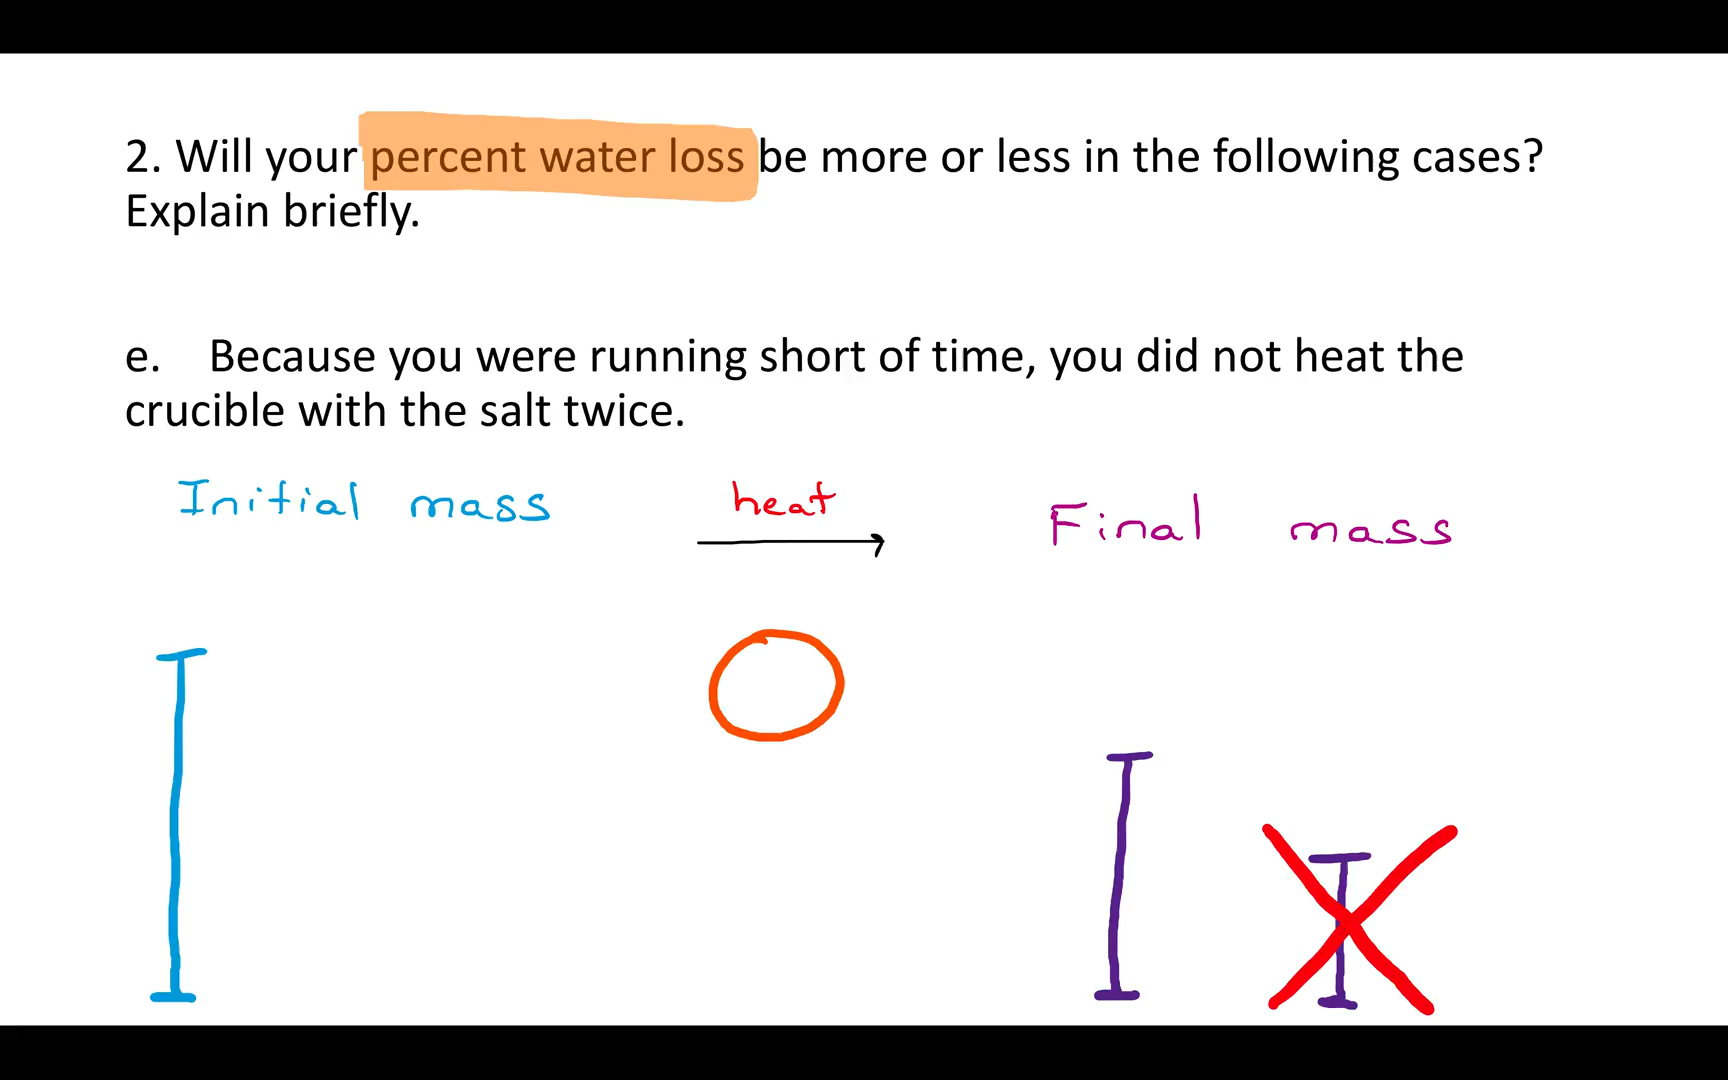 2. Will your percent water loss be more or less in the following cases?
Explain briefly.
e. Because you were running short of time, you did not heat the
crucible with the salt twice.
Initial mass heat Final mass